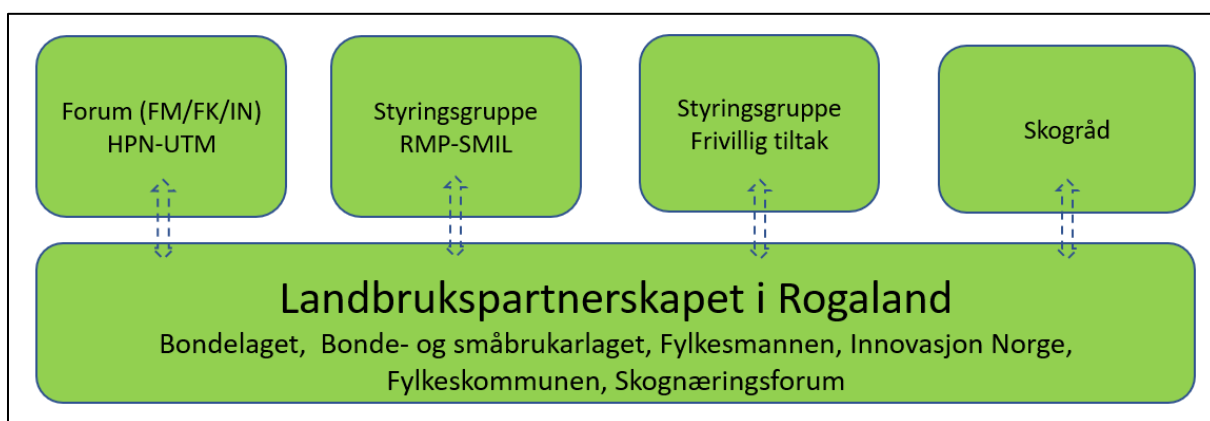 Forum (FM/FK/IN)
HPN-UTM
Styringsgruppe
RMP-SMIL
Styringsgruppe
Frivillig tiltak
Skogråd
Landbrukspartnerskapet i Rogaland
Bondelaget, Bonde- og småbrukarlaget, Fylkesmannen, Innovasjon Norge,
Fylkeskommunen, Skognæringsforum